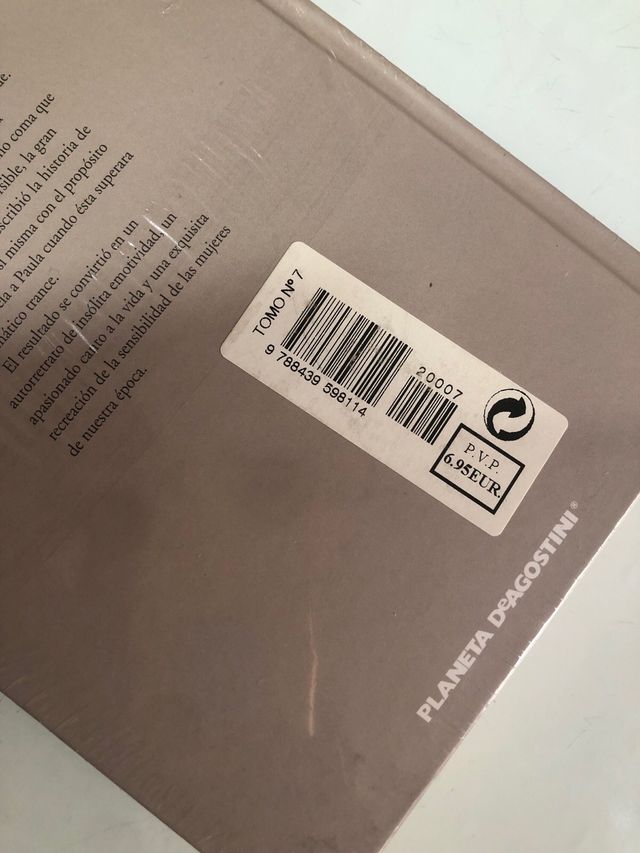 no coma que
sible, la gran
scribió la historia de
sí misma con el propósito
ela a Paula cuando ésta superara
mático trance.
El resultado se convirtió en un
autorretrato de insólita emotividad, un
apasionado canto a la vida y una exquisita
recreación de la sensibilidad de las mujeres
de nuestra época.
TOMO Nº 7
9 788439 598114
20007
P.V.P.
6.95EUR.
PLANETA DeAGOSTINI®